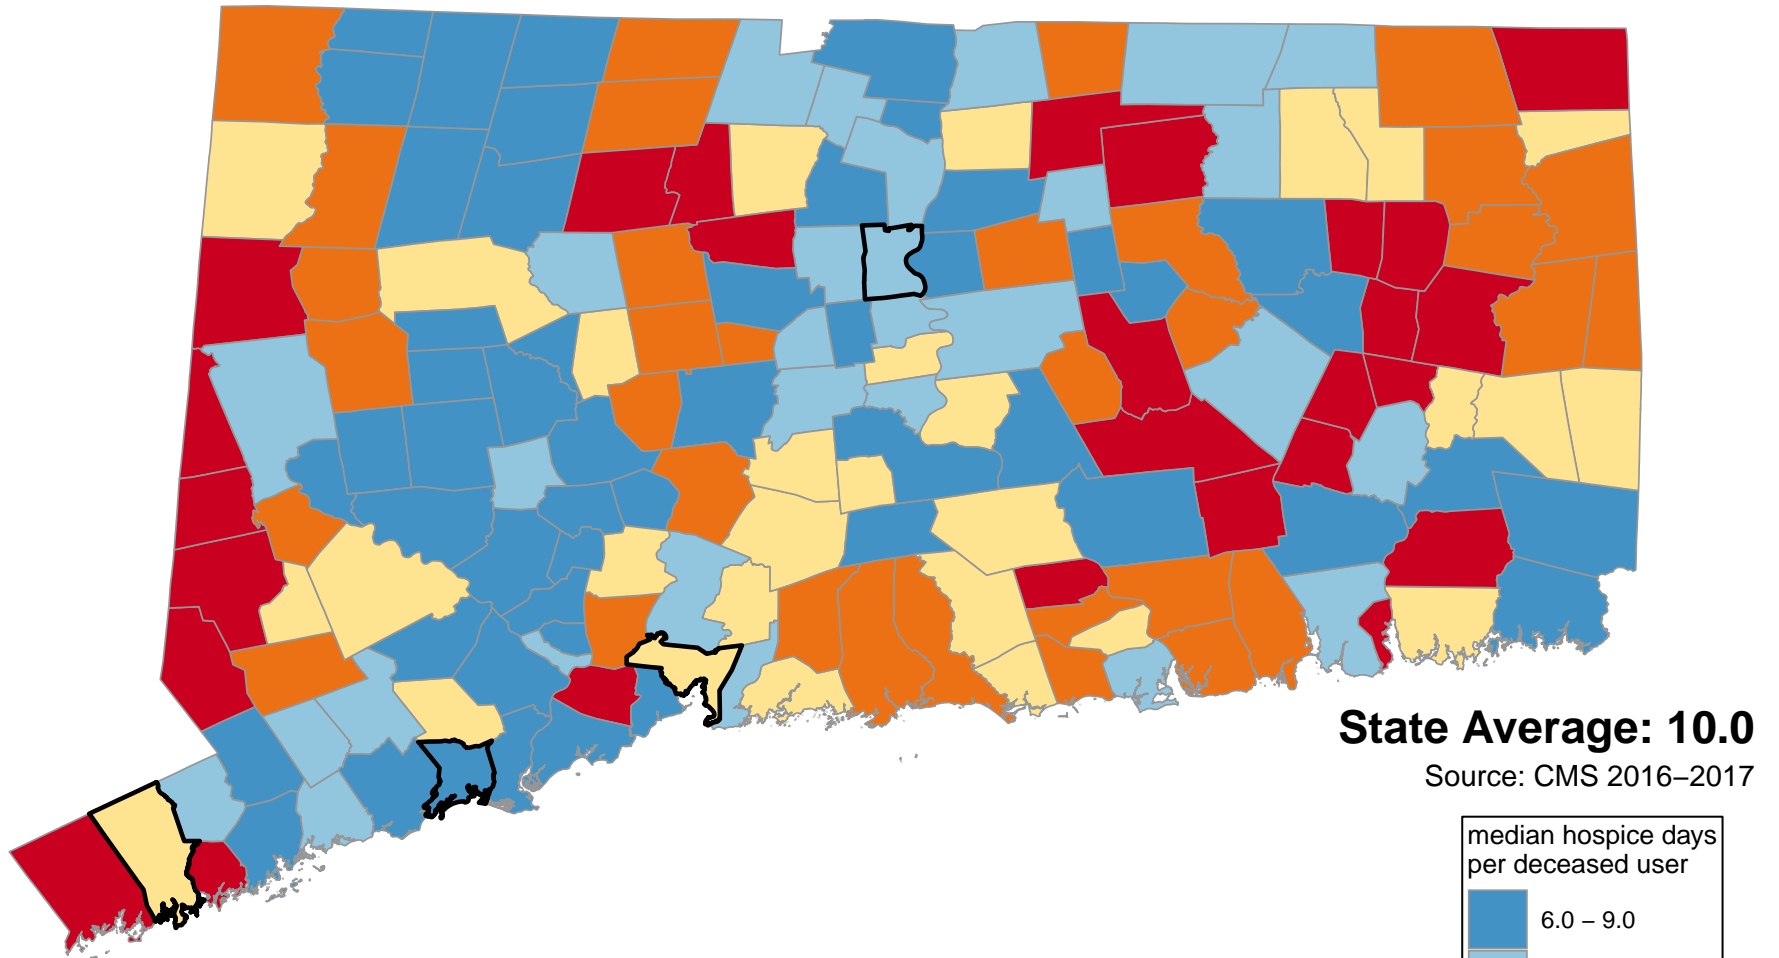 State Average: 10.0
Source: CMS 2016–2017
median hospice days
per deceased user
6.0 – 9.0